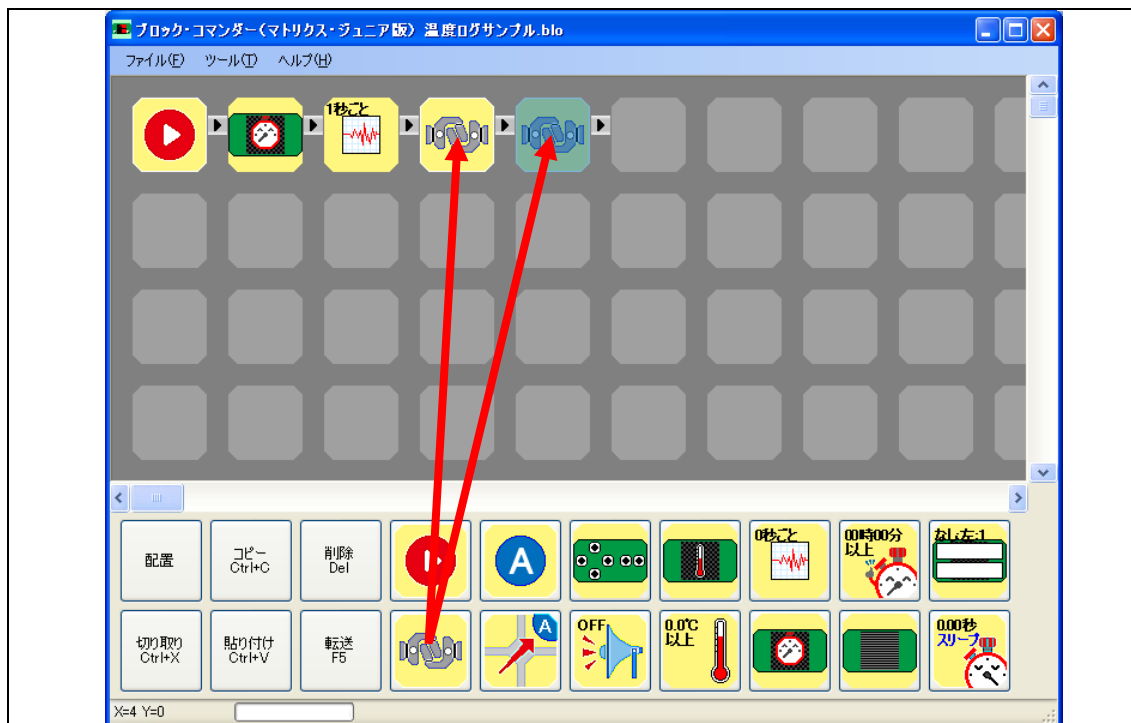 ブロック・コマンダー（マトリクス・ジュニア版） 温度ログサンプル.blo
ファイル(F) ツール(T) ヘルプ(H)
1秒ごと
配置
コピー
Ctrl+C
削除
Del
A
0秒ごと
00時00分
以上
なし左:1
切り取り
Ctrl+X
貼り付け
Ctrl+V
転送
F5
A
OFF
0.0℃
以上
0.00秒
スリープ
X=4 Y=0